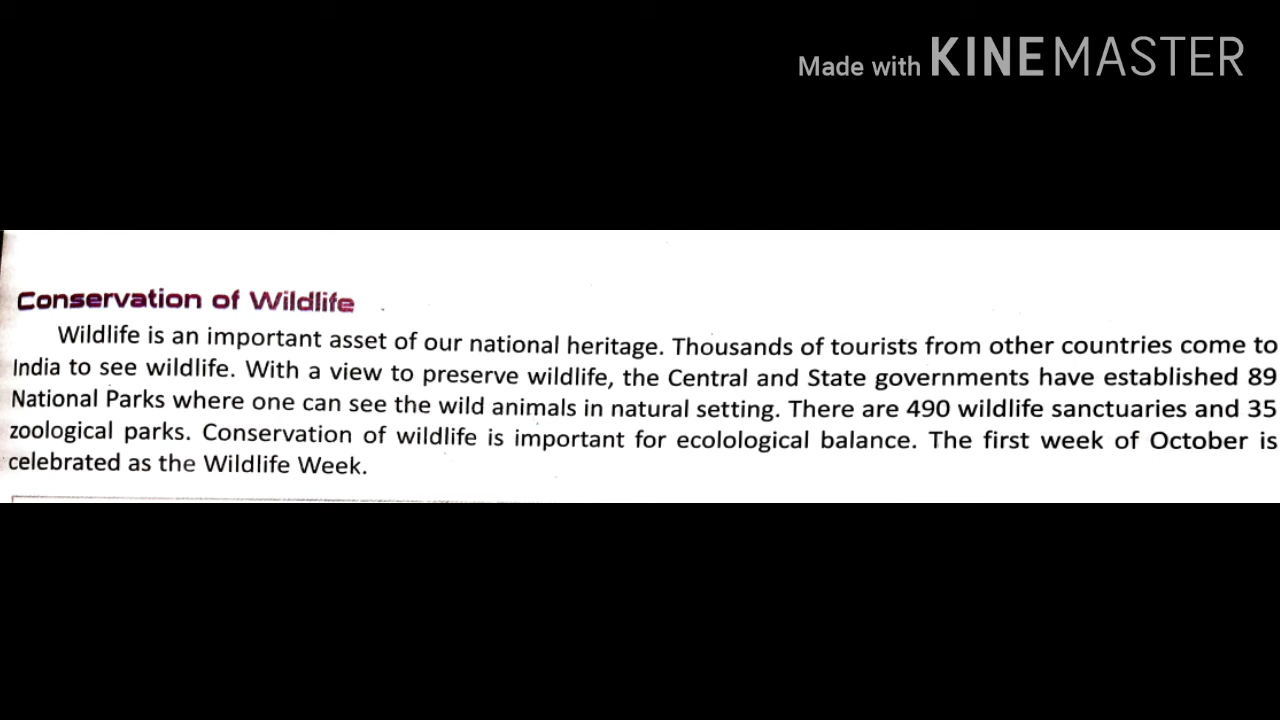 Made with KINEMASTER
Conservation of Wildlife
Wildlife is an important asset of our national heritage. Thousands of tourists from other countries come to
India to see wildlife. With a view to preserve wildlife, the Central and State governments have established 89
National Parks where one can see the wild animals in natural setting. There are 490 wildlife sanctuaries and 35
zoological parks. Conservation of wildlife is important for ecolological balance. The first week of October is
celebrated as the Wildlife Week.